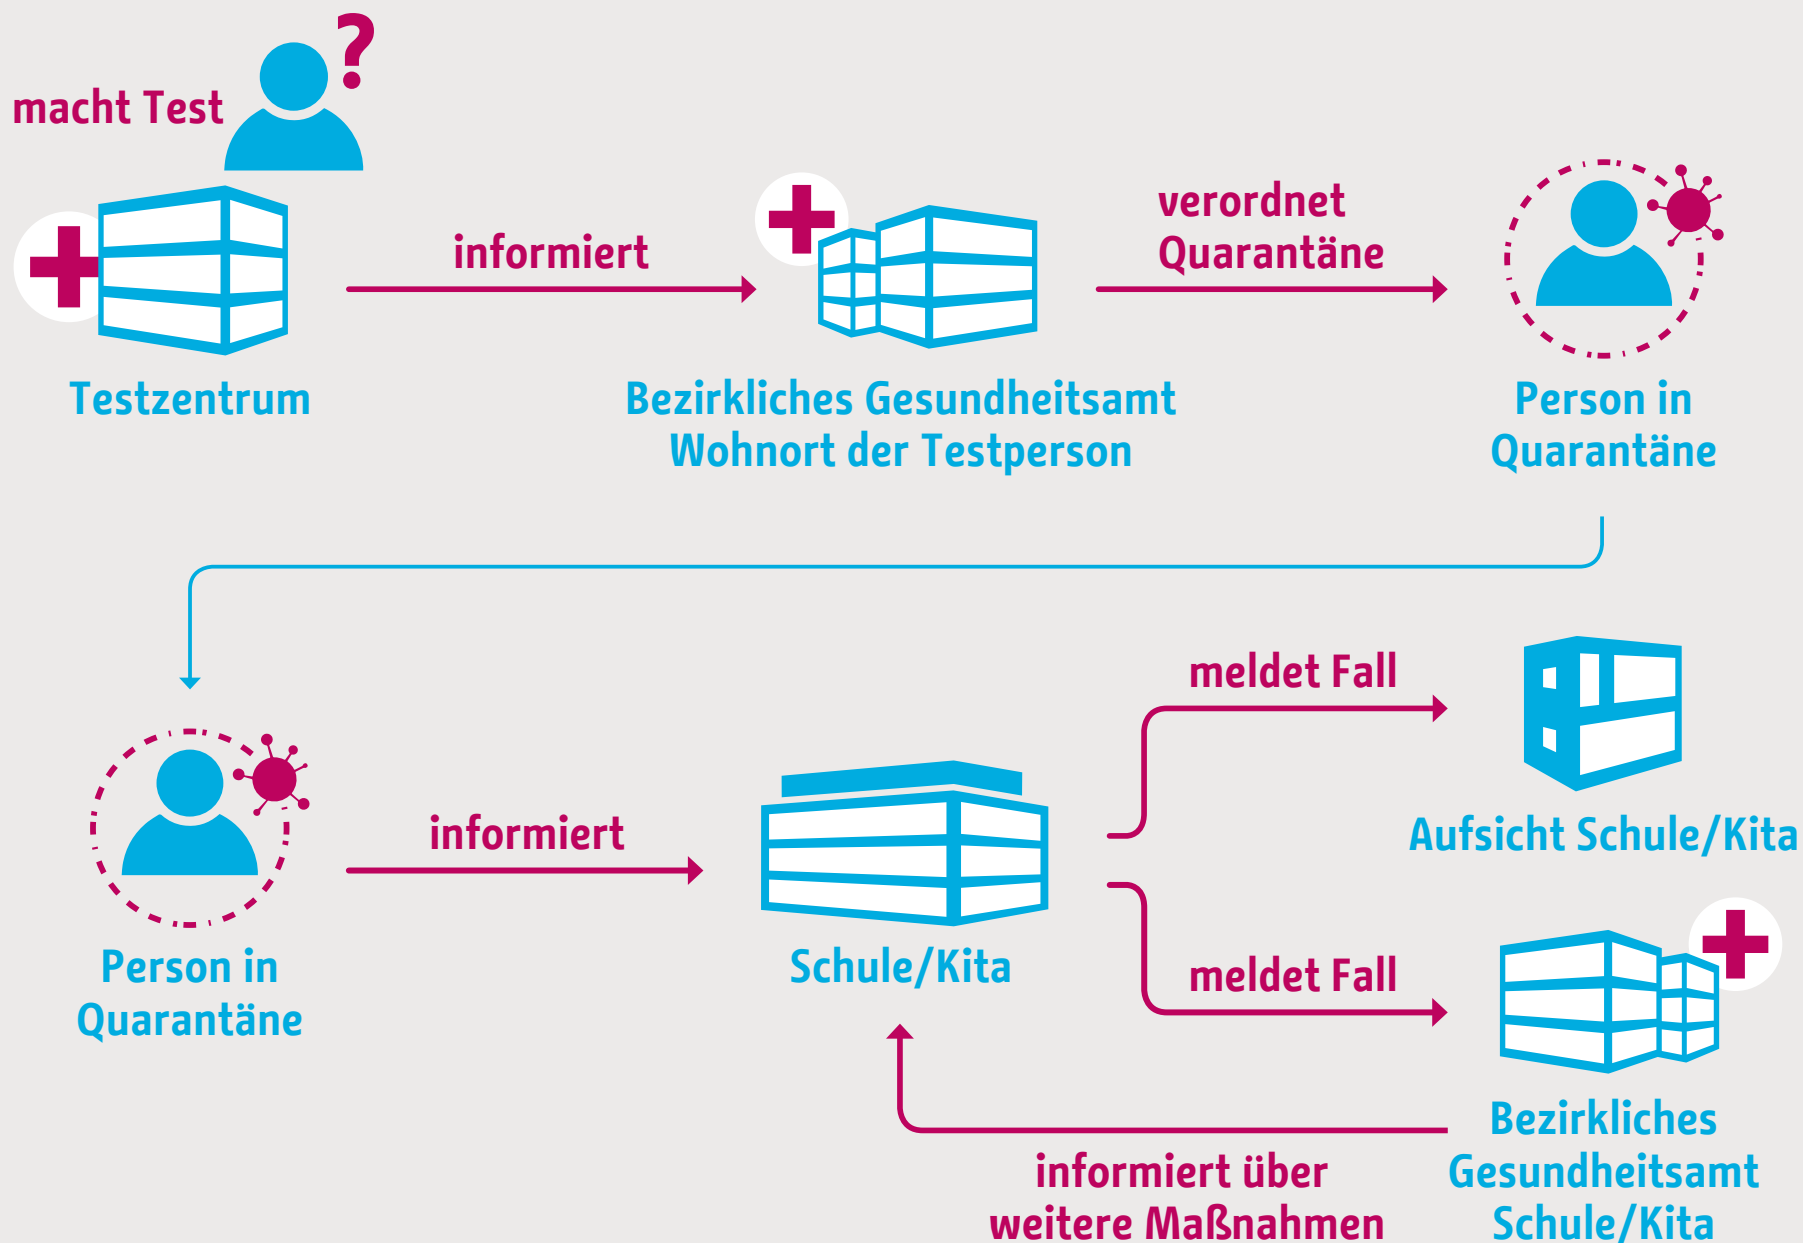 ?
macht Test
informiert
verordnet
Quarantäne
Testzentrum
Bezirkliches Gesundheitsamt
Wohnort der Testperson
Person in
Quarantäne
meldet Fall
Aufsicht Schule/Kita
informiert
Person in
Quarantäne
Schule/Kita
meldet Fall
Bezirkliches
Gesundheitsamt
Schule/Kita
informiert über
weitere Maßnahmen